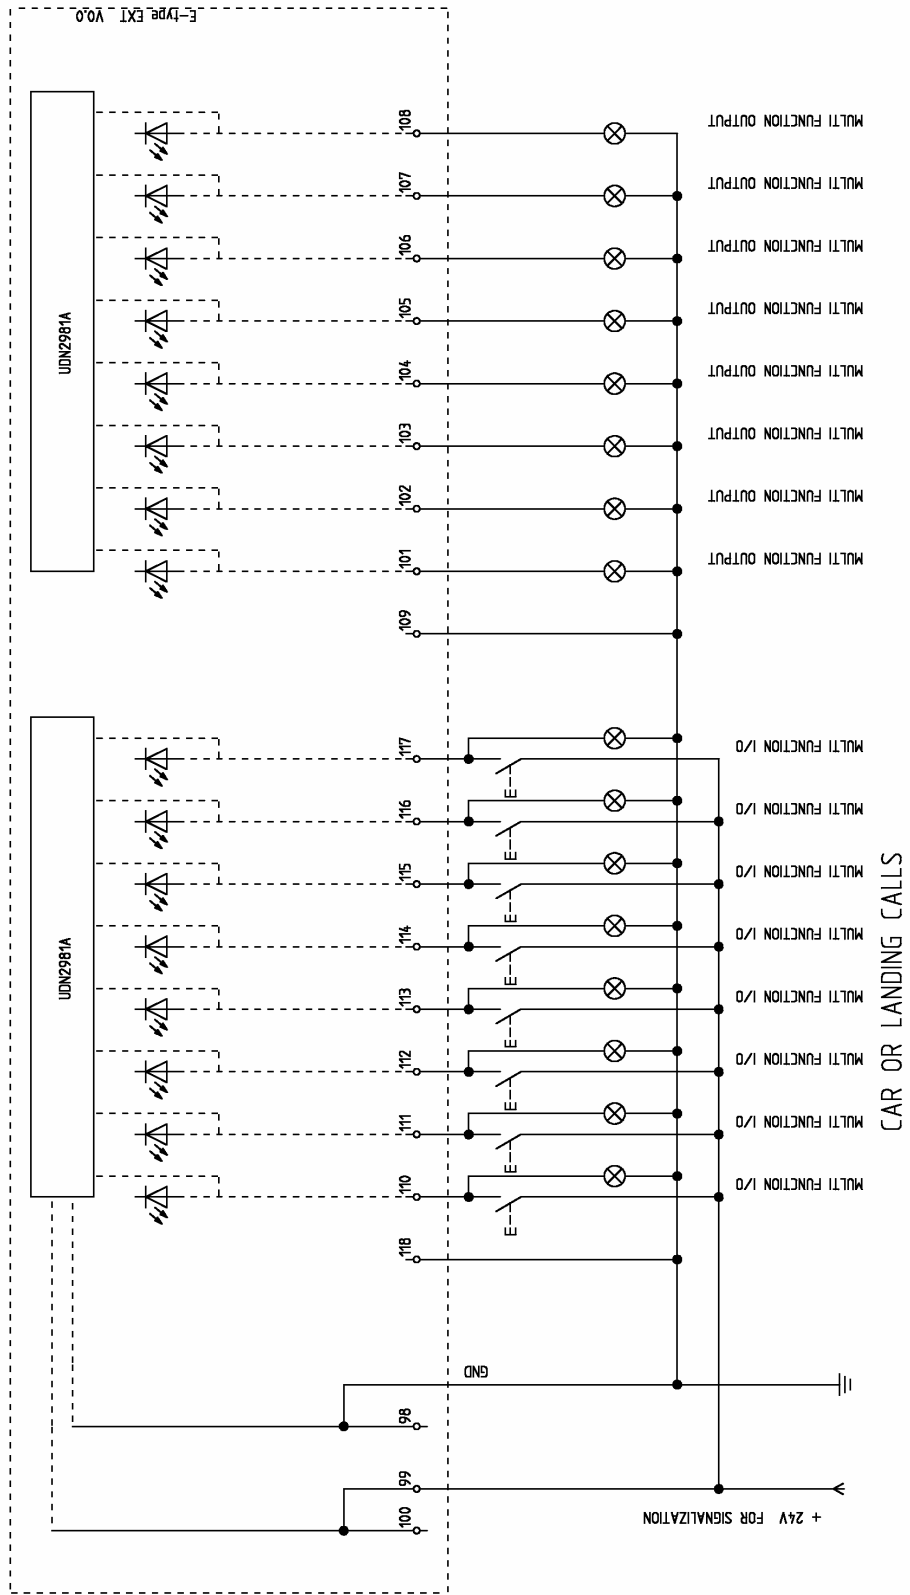 E-type EXT V0.0
108
MULTI FUNCTION OUTPUT
107
MULTI FUNCTION OUTPUT
106
MULTI FUNCTION OUTPUT
105
MULTI FUNCTION OUTPUT
UDN2981A
104
MULTI FUNCTION OUTPUT
103
MULTI FUNCTION OUTPUT
102
MULTI FUNCTION OUTPUT
101
MULTI FUNCTION OUTPUT
109
117
MULTI FUNCTION I/O
116
MULTI FUNCTION I/O
115
MULTI FUNCTION I/O
114
MULTI FUNCTION I/O
UDN2981A
113
MULTI FUNCTION I/O
112
MULTI FUNCTION I/O
111
MULTI FUNCTION I/O
110
MULTI FUNCTION I/O
CAR OR LANDING CALLS
118
GND
98
99
100
+ 24V FOR SIGNALIZATION